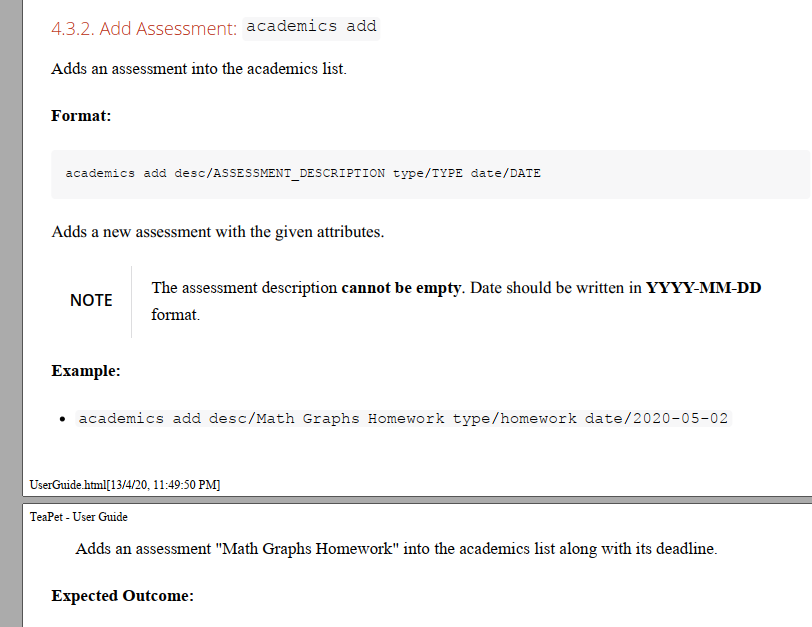 4.3.2. Add Assessment: academics add
Adds an assessment into the academics list.
Format:
academics add desc/ASSESSMENT_DESCRIPTION type/TYPE date/DATE
Adds a new assessment with the given attributes.
NOTE
The assessment description cannot be empty. Date should be written in YYYY-MM-DD
format.
Example:
• academics add desc/Math Graphs Homework type/homework date/2020-05-02
UserGuide.html[13/4/20, 11:49:50 PM]
TeaPet - User Guide
Adds an assessment "Math Graphs Homework" into the academics list along with its deadline.
Expected Outcome: